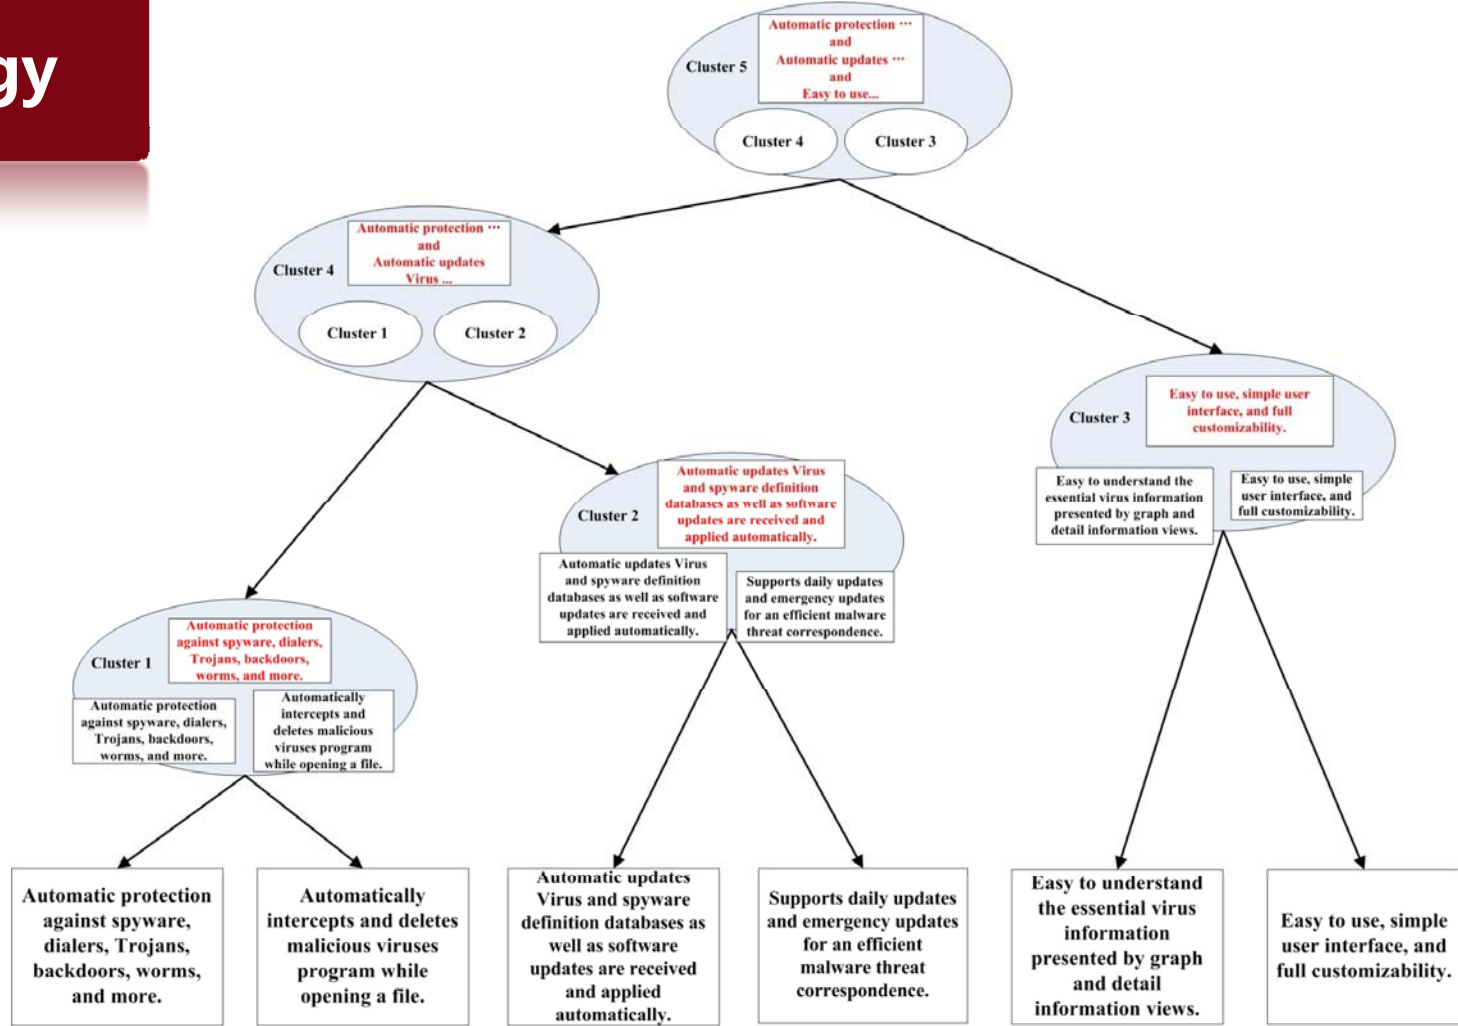 gy
Automatic protection ···
and
Automatic updates ···
and
Easy to use...
Cluster 5
Cluster 4
Cluster 3
Automatic protection ···
and
Automatic updates
Virus ...
Cluster 4
Cluster 1
Cluster 2
Easy to use, simple user
interface, and full
customizability.
Cluster 3
Easy to understand the
essential virus information
presented by graph and
detail information views.
Easy to use, simple
user interface, and
full customizability.
Automatic updates Virus
and spyware definition
databases as well as software
updates are received and
applied automatically.
Cluster 2
Automatic updates Virus
and spyware definition
databases as well as software
updates are received and
applied automatically.
Supports daily updates
and emergency updates
for an efficient malware
threat correspondence.
Automatic protection
against spyware, dialers,
Trojans, backdoors,
worms, and more.
Cluster 1
Automatic protection
against spyware, dialers,
Trojans, backdoors,
worms, and more.
Automatically
intercepts and
deletes malicious
viruses program
while opening a file.
Automatic protection
against spyware,
dialers, Trojans,
backdoors, worms,
and more.
Automatically
intercepts and deletes
malicious viruses
program while
opening a file.
Automatic updates
Virus and spyware
definition databases as
well as software
updates are received
and applied
automatically.
Supports daily updates
and emergency updates
for an efficient
malware threat
correspondence.
Easy to understand
the essential virus
information
presented by graph
and detail
information views.
Easy to use, simple
user interface, and
full customizability.